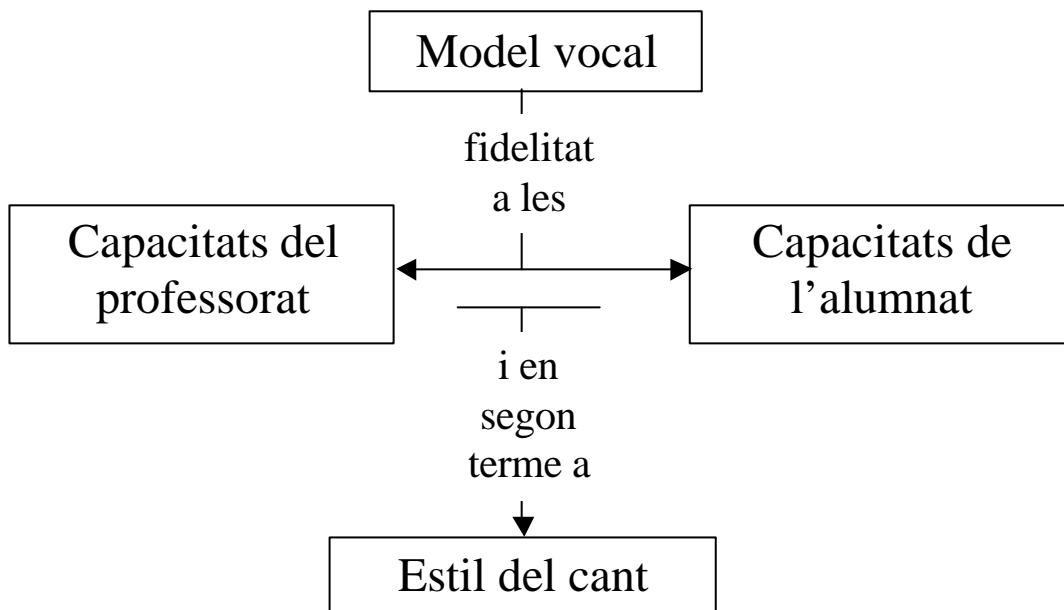 Model vocal
fidelitat
a les
Capacitats del
professorat
Capacitats de
l’alumnat
i en
segon
terme a
Estil del cant